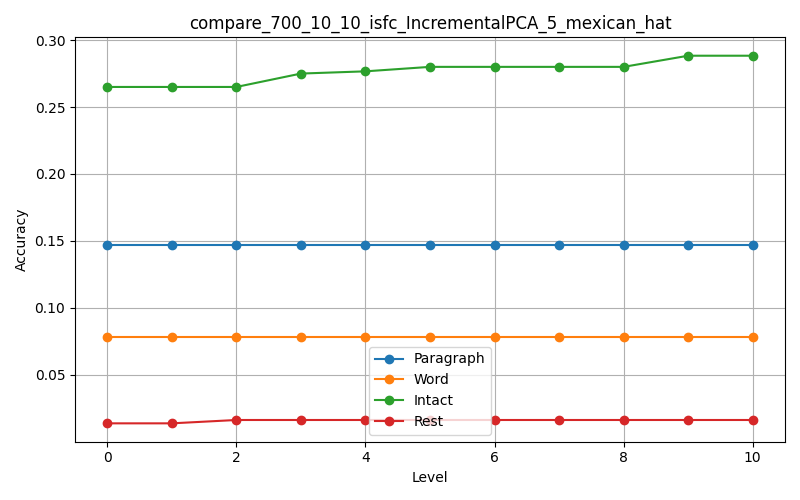 compare_700_10_10_isfc_IncrementalPCA_5_mexican_hat
0.30
0.25
0.20
0.15
0.10
0.05
Accuracy
Paragraph
Word
Intact
Rest
0 2 4 6 8 10
Level